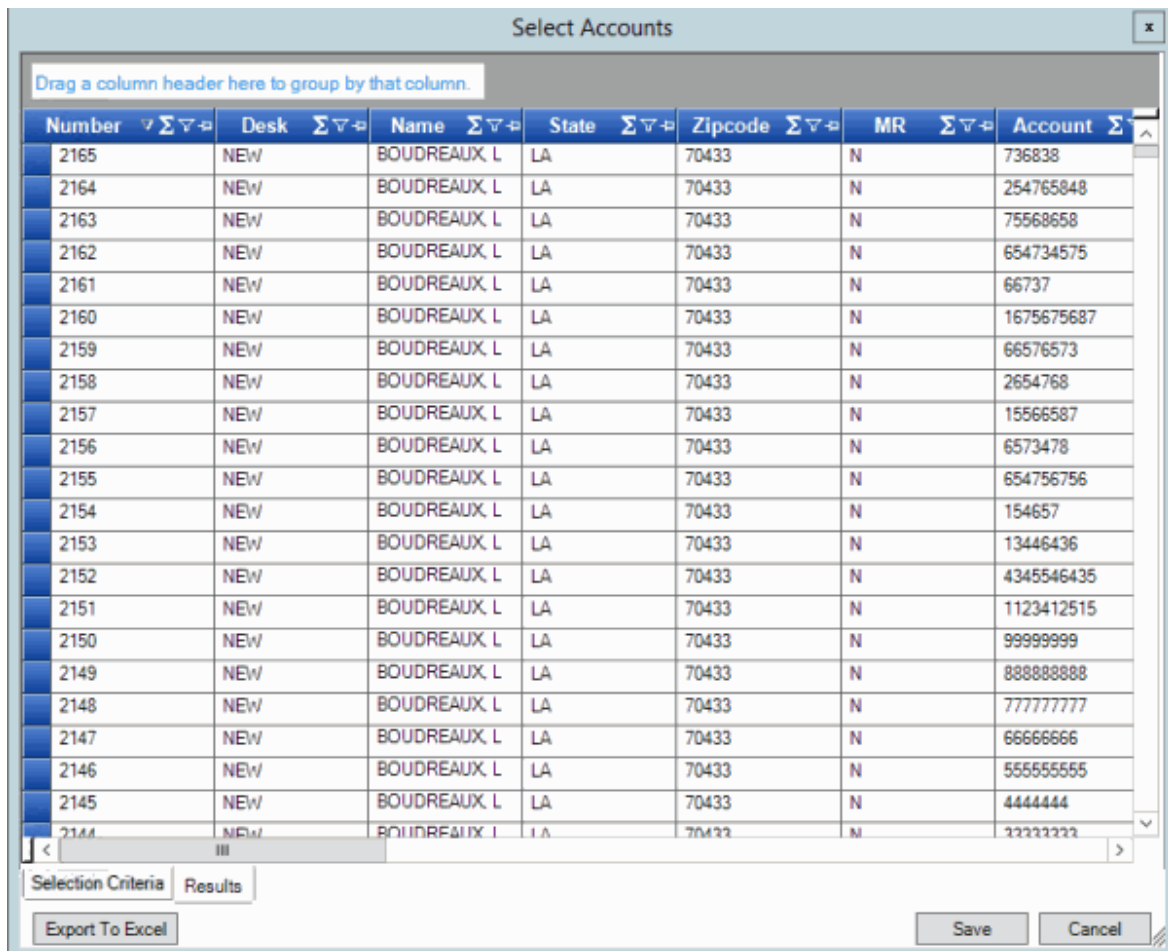 Select Accounts
x
Drag a column header here to group by that column.
Number Desk Name State Zipcode MR Account
2165 NEW BOUDREAUX, L LA 70433 N 736838
2164 NEW BOUDREAUX, L LA 70433 N 254765848
2163 NEW BOUDREAUX, L LA 70433 N 75568658
2162 NEW BOUDREAUX, L LA 70433 N 654734575
2161 NEW BOUDREAUX, L LA 70433 N 66737
2160 NEW BOUDREAUX, L LA 70433 N 1675675687
2159 NEW BOUDREAUX, L LA 70433 N 66576573
2158 NEW BOUDREAUX, L LA 70433 N 2654768
2157 NEW BOUDREAUX, L LA 70433 N 15566587
2156 NEW BOUDREAUX, L LA 70433 N 6573478
2155 NEW BOUDREAUX, L LA 70433 N 654756756
2154 NEW BOUDREAUX, L LA 70433 N 154657
2153 NEW BOUDREAUX, L LA 70433 N 13446436
2152 NEW BOUDREAUX, L LA 70433 N 4345546435
2151 NEW BOUDREAUX, L LA 70433 N 1123412515
2150 NEW BOUDREAUX, L LA 70433 N 99999999
2149 NEW BOUDREAUX, L LA 70433 N 888888888
2148 NEW BOUDREAUX, L LA 70433 N 777777777
2147 NEW BOUDREAUX, L LA 70433 N 66666666
2146 NEW BOUDREAUX, L LA 70433 N 555555555
2145 NEW BOUDREAUX, L LA 70433 N 4444444
2144 NEW BOUDREAUX, L LA 70433 N 33333333
Selection Criteria Results
Export To Excel Save Cancel